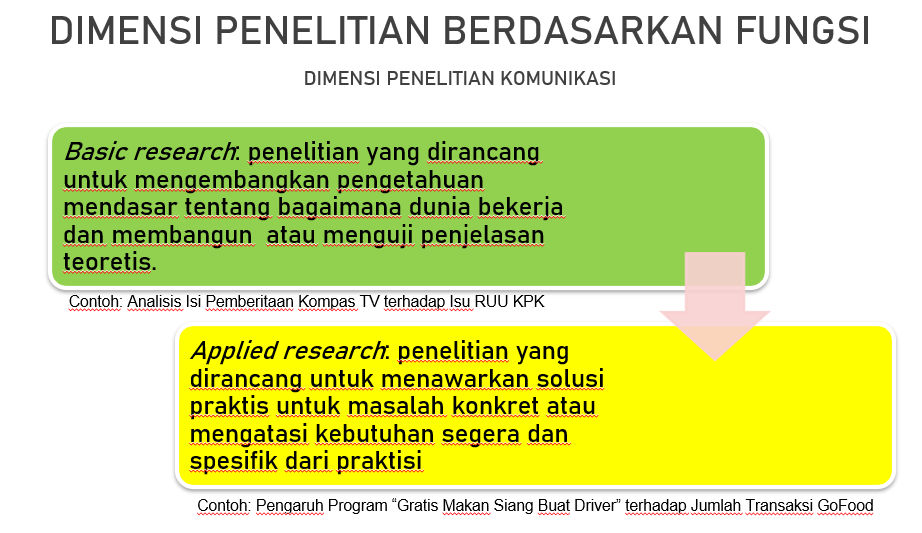 DIMENSI PENELITIAN BERDASARKAN FUNGSI
DIMENSI PENELITIAN KOMUNIKASI
Basic research: penelitian yang dirancang
untuk mengembangkan pengetahuan
mendasar tentang bagaimana dunia bekerja
dan membangun  atau menguji penjelasan
teoretis.
Contoh: Analisis Isi Pemberitaan Kompas TV terhadap Isu RUU KPK
Applied research: penelitian yang
dirancang untuk menawarkan solusi
praktis untuk masalah konkret atau
mengatasi kebutuhan segera dan
spesifik dari praktisi
Contoh: Pengaruh Program “Gratis Makan Siang Buat Driver” terhadap Jumlah Transaksi GoFood